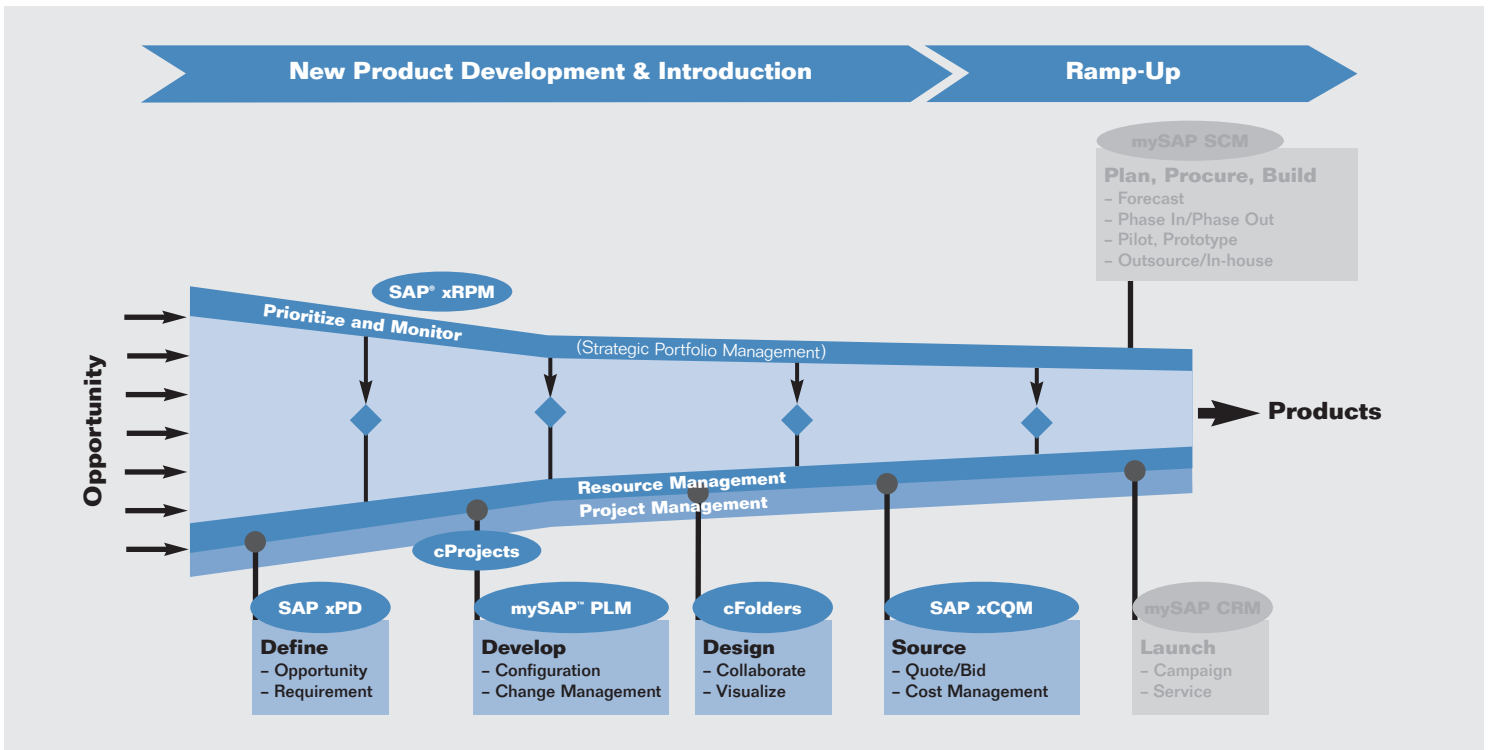 New Product Development & Introduction
Ramp-Up
mySAP SCM
Plan, Procure, Build
– Forecast
– Phase In/Phase Out
– Pilot, Prototype
– Outsource/In-house
SAP® xRPM
Prioritize and Monitor
(Strategic Portfolio Management)
Opportunity
Products
Resource Management
Project Management
cProjects
SAP xPD
Define
– Opportunity
– Requirement
mySAP™ PLM
Develop
– Configuration
– Change Management
cFolders
Design
– Collaborate
– Visualize
SAP xCQM
Source
– Quote/Bid
– Cost Management
mySAP CRM
Launch
– Campaign
– Service